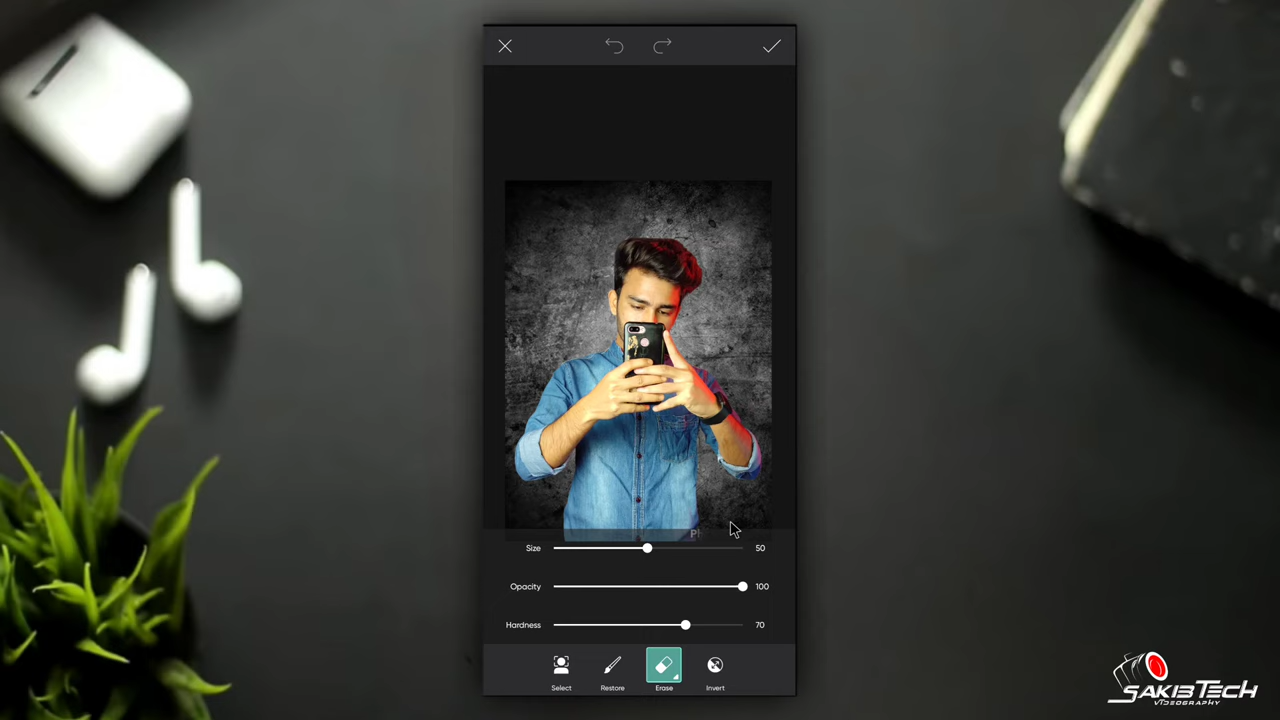 Size 50
Opacity 100
Hardness 70
Select Restore Erase Invert
SAKIBTECH
VIDEOGRAPHY